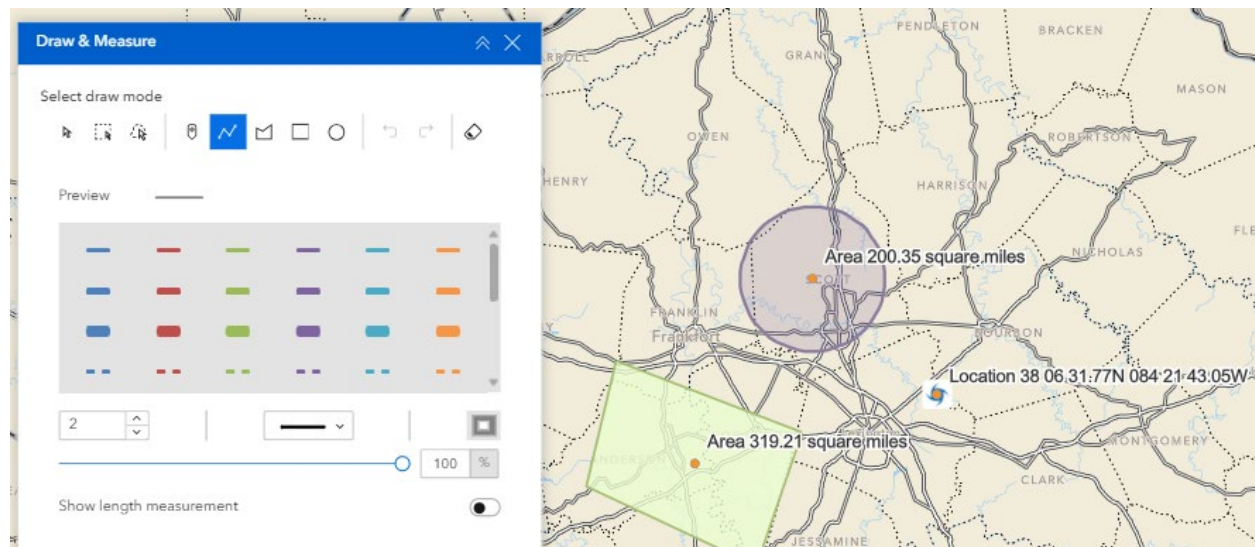 Draw & Measure
Select draw mode
Preview
2
100 %
Show length measurement
PENDLETON
BRACKEN
GRANT
MASON
OWEN
ROBERTSON
HENRY
HARRISON
NICHOLAS
Area 200.35 square miles
SCOTT
FRANKLIN
Frankfort
BOURBON
Location 38 06 31.77N 084 21 43.05W
Area 319.21 square miles
ANDERSON
MONTGOMERY
CLARK
JESSAMINE